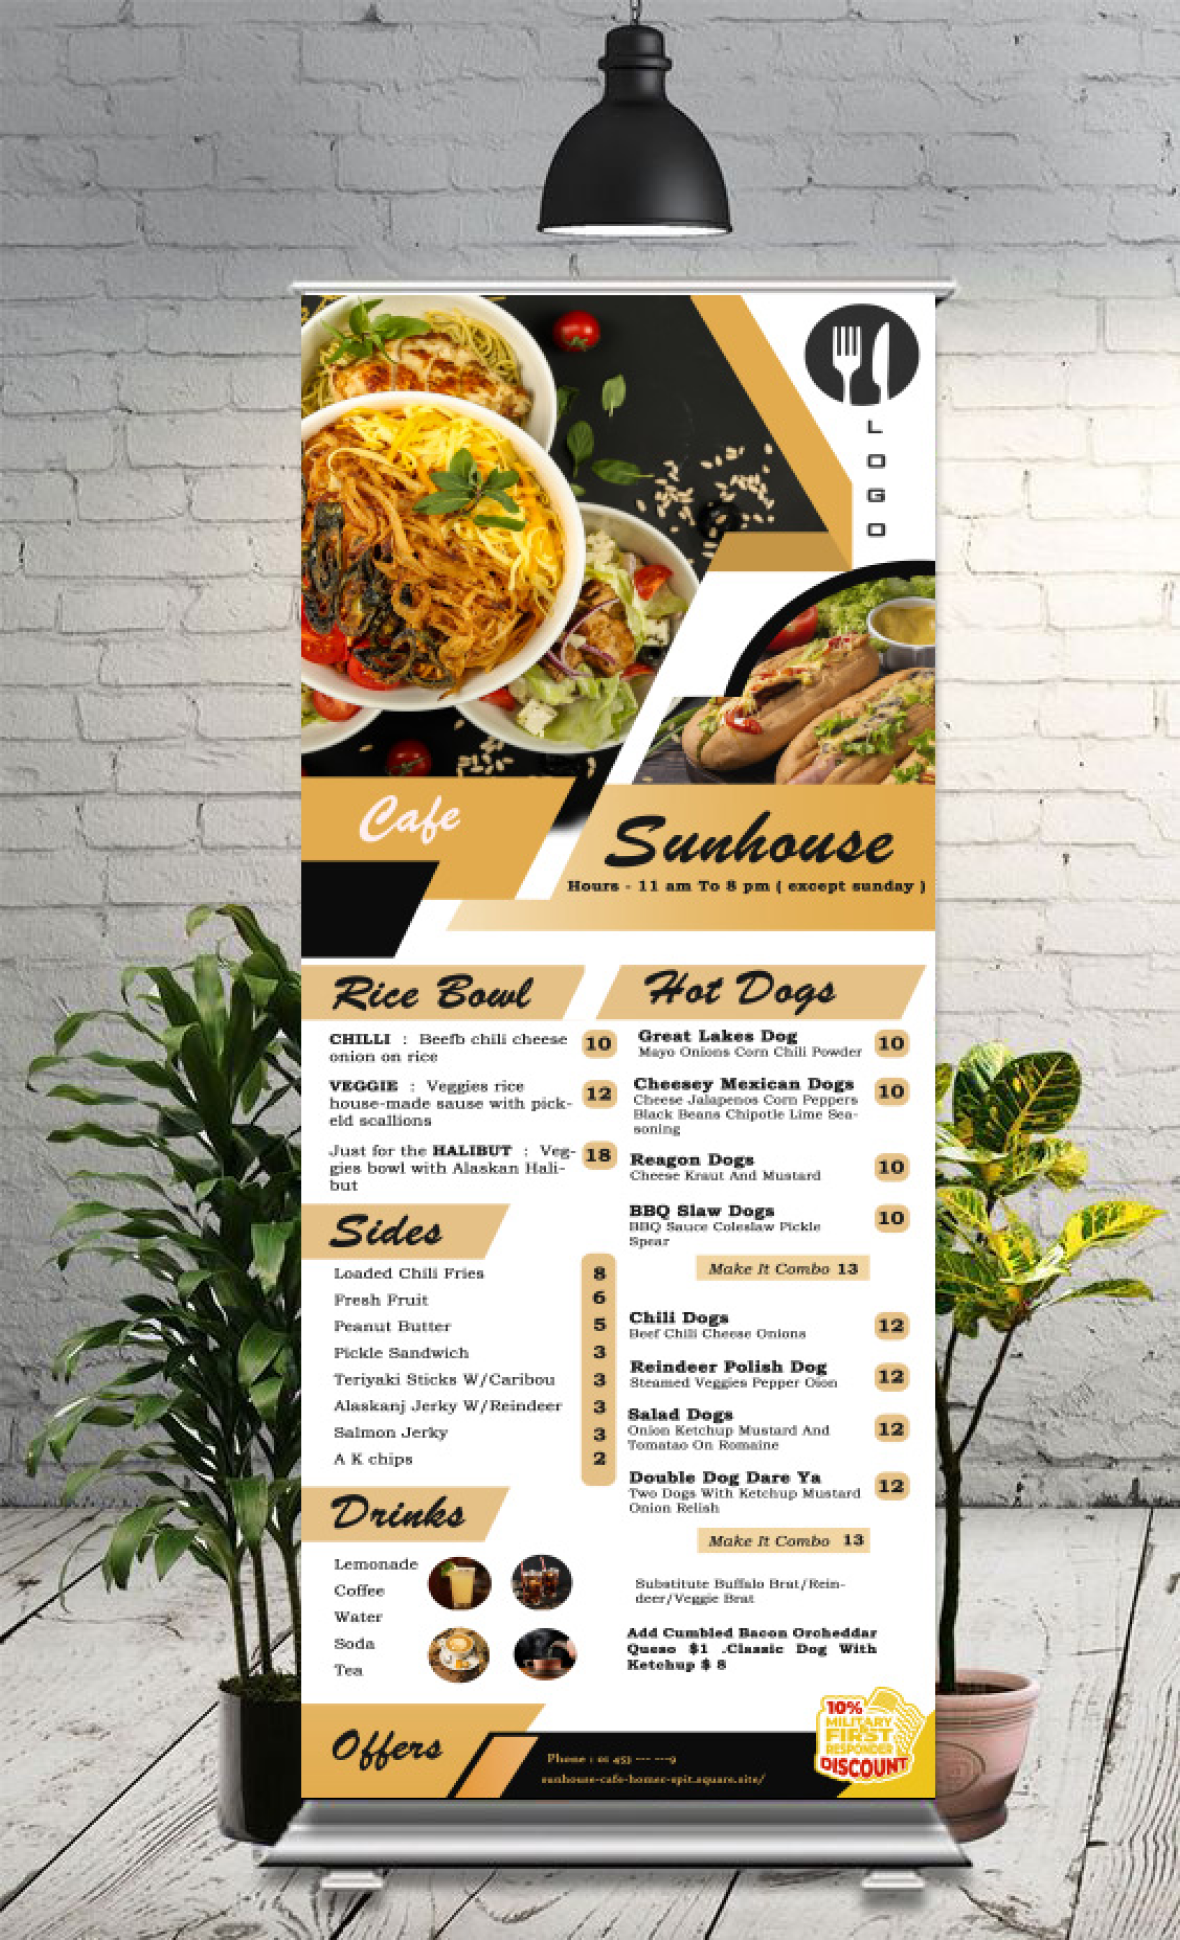 L
O
G
O
Cafe
Sunhouse
Hours - 11 am To 8 pm ( except sunday )
Rice Bowl
CHILLI : Beefb chili cheese
onion on rice
10
VEGGIE : Veggies rice
house-made sause with pick-
eld scallions
12
Just for the HALIBUT : Veg-
gies bowl with Alaskan Hali-
but
18
Sides
Loaded Chili Fries 8
Fresh Fruit 6
Peanut Butter 5
Pickle Sandwich 3
Teriyaki Sticks W/Caribou 3
Alaskanj Jerky W/Reindeer 3
Salmon Jerky 3
A K chips 2
Drinks
Lemonade
Coffee
Water
Soda
Tea
Hot Dogs
Great Lakes Dog
Mayo Onions Corn Chili Powder
10
Cheesey Mexican Dogs
Cheese Jalapenos Corn Peppers
Black Beans Chipotle Lime Sea-
soning
10
Reagon Dogs
Cheese Kraut And Mustard
10
BBQ Slaw Dogs
BBQ Sauce Coleslaw Pickle
Spear
10
Make It Combo 13
Chili Dogs
Beef Chili Cheese Onions
12
Reindeer Polish Dog
Steamed Veggies Pepper Oion
12
Salad Dogs
Onion Ketchup Mustard And
Tomatao On Romaine
12
Double Dog Dare Ya
Two Dogs With Ketchup Mustard
Onion Relish
12
Make It Combo 13
Substitute Buffalo Brat/Rein-
deer/Veggie Brat
Add Cumbled Bacon Orcheddar
Queso $1 .Classic Dog With
Ketchup $ 8
Offers
Phone : 01 453 --- ---9
sunhouse-cafe-homer-spit.square.site/
10%
MILITARY
FIRST
RESPONDER
DISCOUNT